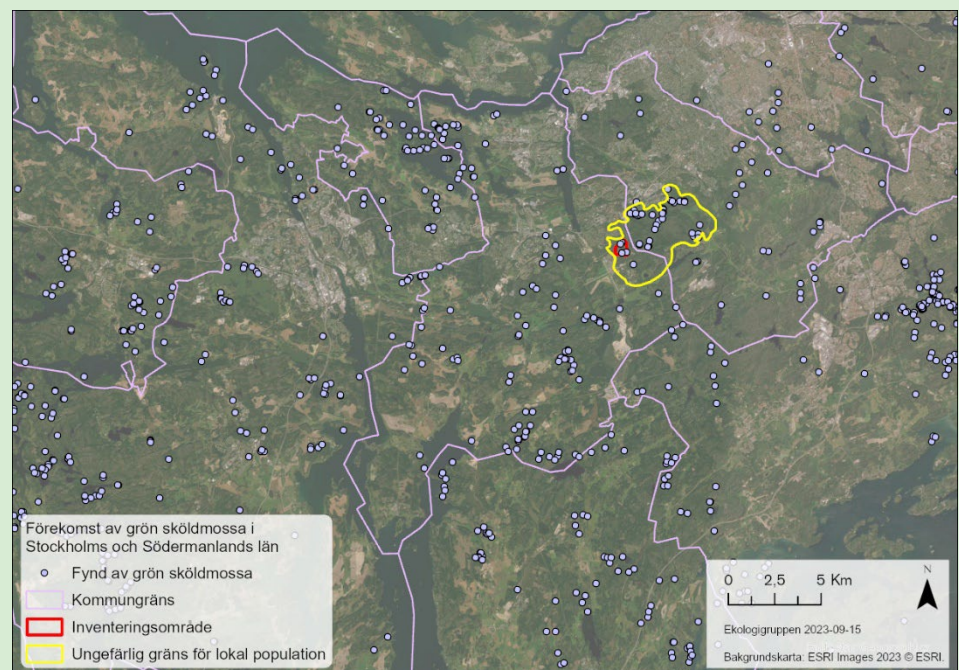 Förekomst av grön sköldmossa i
Stockholms och Södermanlands län
Fynd av grön sköldmossa
Kommungräns
Inventeringsområde
Ungefärlig gräns för lokal population
N
0 2,5 5 Km
Ekologigruppen 2023-09-15
Bakgrundskarta: ESRI Images 2023 © ESRI.